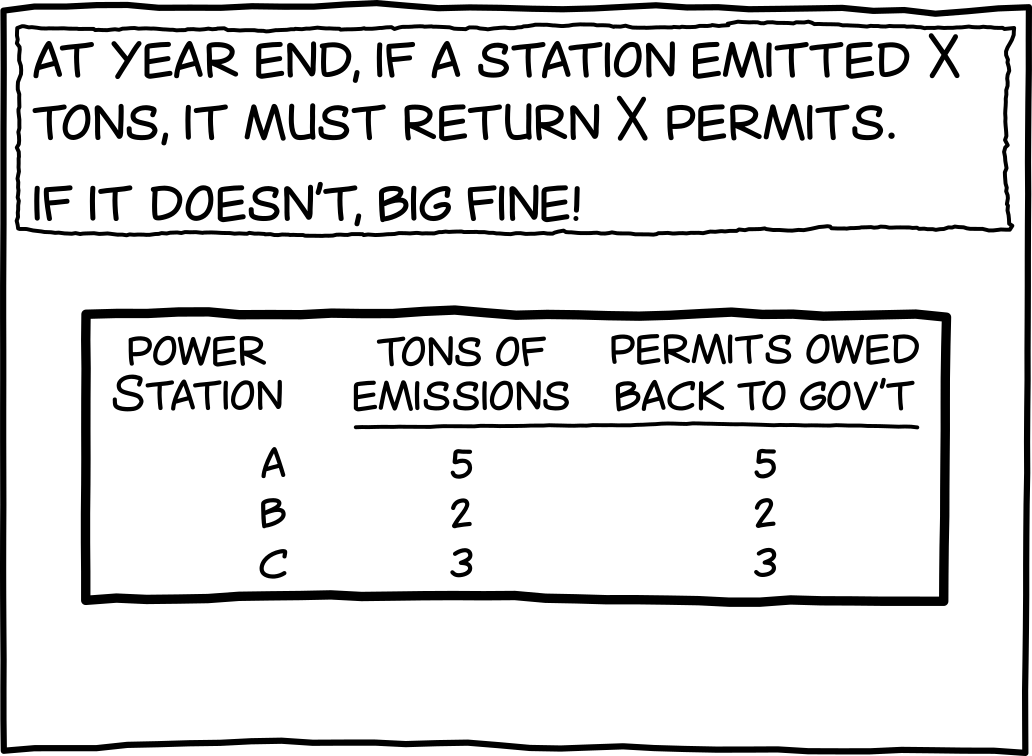 AT YEAR END, IF A STATION EMITTED X
TONS, IT MUST RETURN X PERMITS.
IF IT DOESN'T, BIG FINE!
POWER STATION TONS OF EMISSIONS PERMITS OWED BACK TO GOV'T
A 5 5
B 2 2
C 3 3